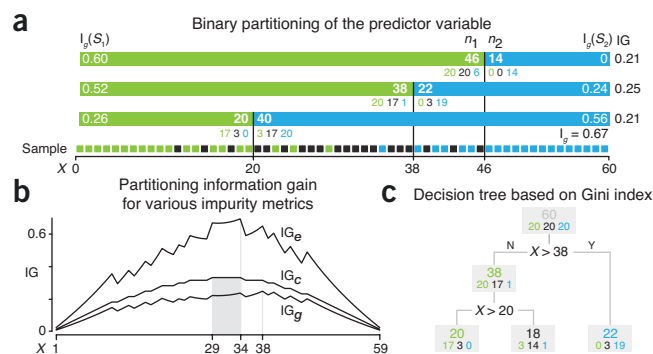 a
Binary partitioning of the predictor variable
Ig(S1) n1 n2 Ig(S2) IG
0.60 46 14 0 0.21
20 20 6 0 0 14
0.52 38 22 0.24 0.25
20 17 1 0 3 19
0.26 20 40 0.56 0.21
17 3 0 3 17 20 Ig = 0.67
Sample
X 0 20 38 46 60
b
Partitioning information gain
for various impurity metrics
0.6
IGe
IG
IGc
IGg
0
X 1 29 34 38 59
c
Decision tree based on Gini index
60
20 20 20
N X > 38 Y
38
20 17 1
X > 20
20 18 22
17 3 0 3 14 1 0 3 19